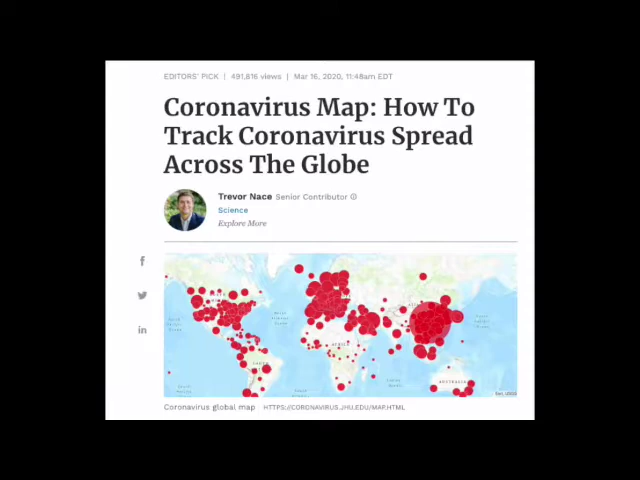 EDITORS' PICK | 491,816 views | Mar 16, 2020, 11:48am EDT
Coronavirus Map: How To
Track Coronavirus Spread
Across The Globe
Trevor Nace Senior Contributor
Science
Explore More
AFRICA
AUSTRALIA
Esri, USGS
Coronavirus global map HTTPS://CORONAVIRUS.JHU.EDU/MAP.HTML